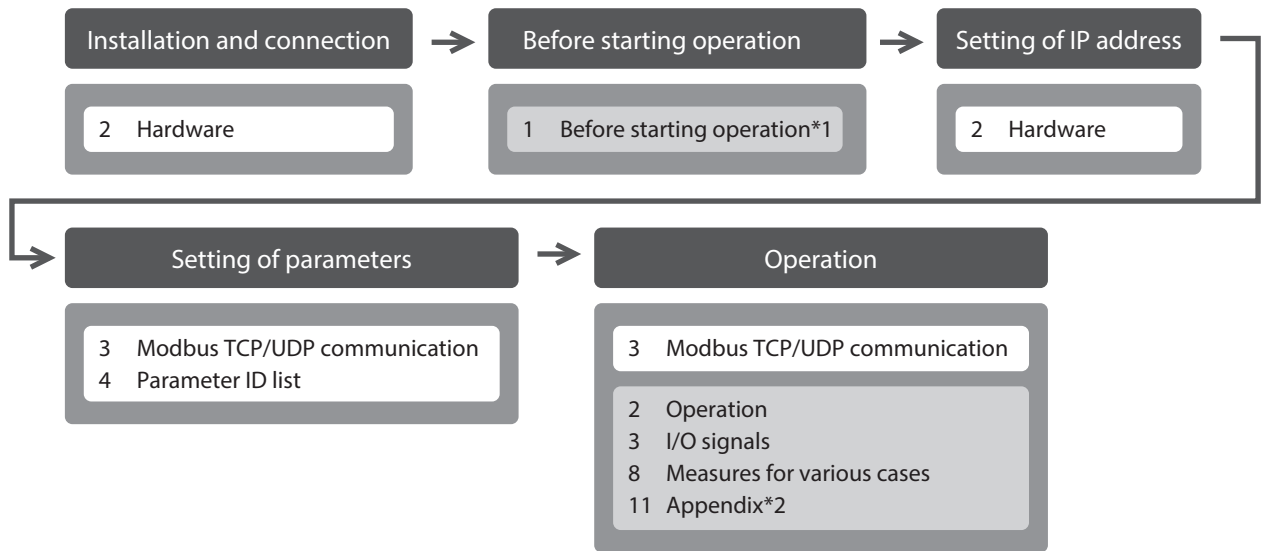 Installation and connection
Before starting operation
Setting of IP address
2 Hardware
1 Before starting operation*1
2 Hardware
Setting of parameters
Operation
3 Modbus TCP/UDP communication
4 Parameter ID list
3 Modbus TCP/UDP communication
2 Operation
3 I/O signals
8 Measures for various cases
11 Appendix*2